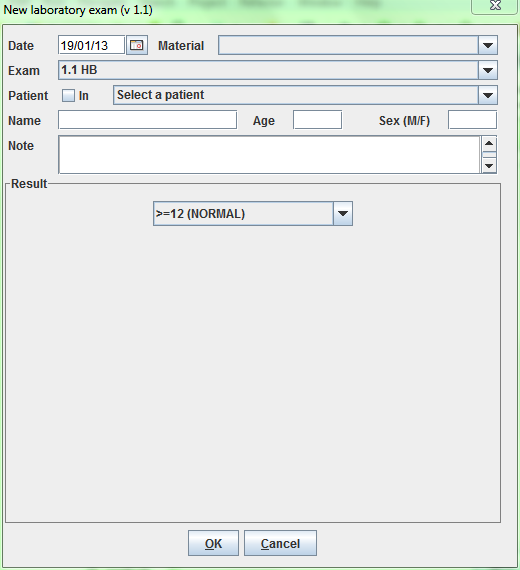 New laboratory exam (v 1.1)
Date 19/01/13 Material
Exam 1.1 HB
Patient In Select a patient
Name Age Sex (M/F)
Note
Result
>=12 (NORMAL)
OK Cancel